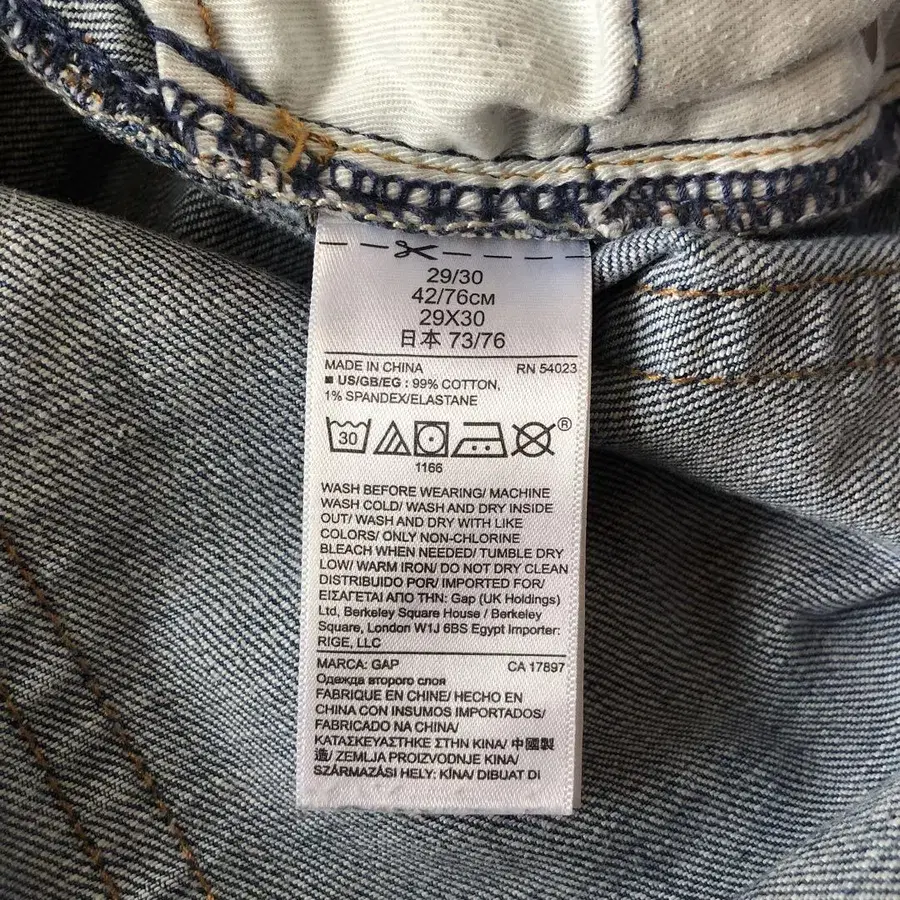 29/30
42/76см
29X30
日本 73/76
MADE IN CHINA RN 54023
■ US/GB/EG : 99% COTTON,
1% SPANDEX/ELASTANE
30 ®
1166
WASH BEFORE WEARING/ MACHINE
WASH COLD/ WASH AND DRY INSIDE
OUT/ WASH AND DRY WITH LIKE
COLORS/ ONLY NON-CHLORINE
BLEACH WHEN NEEDED/ TUMBLE DRY
LOW/ WARM IRON/ DO NOT DRY CLEAN
DISTRIBUIDO POR/ IMPORTED FOR/
ΕΙΣΑΓΕΤΑΙ ΑΠΟ ΤΗΝ: Gap (UK Holdings)
Ltd, Berkeley Square House / Berkeley
Square, London W1J 6BS Egypt Importer:
RIGE, LLC
MARCA: GAP CA 17897
Одежда второго слоя
FABRIQUE EN CHINE/ HECHO EN
CHINA CON INSUMOS IMPORTADOS/
FABRICADO NA CHINA/
ΚΑΤΑΣΚΕΥΑΣΤΗΚΕ ΣΤΗΝ ΚΙΝΑ/ 中國製
造/ ZEMLJA PROIZVODNJE KINA/
SZÁRMAZÁSI HELY: KÍNA/ DIBUAT DI